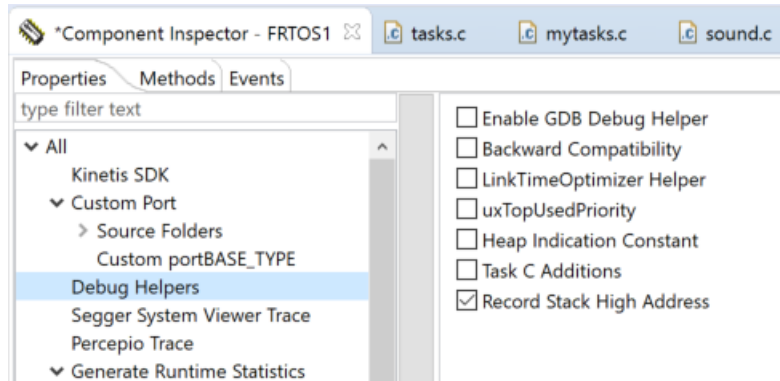 *Component Inspector - FRTOS1 tasks.c mytasks.c sound.c
Properties Methods Events
type filter text
All
Kinetis SDK
Custom Port
Source Folders
Custom portBASE_TYPE
Debug Helpers
Segger System Viewer Trace
Percepio Trace
Generate Runtime Statistics
Enable GDB Debug Helper
Backward Compatibility
LinkTimeOptimizer Helper
uxTopUsedPriority
Heap Indication Constant
Task C Additions
Record Stack High Address